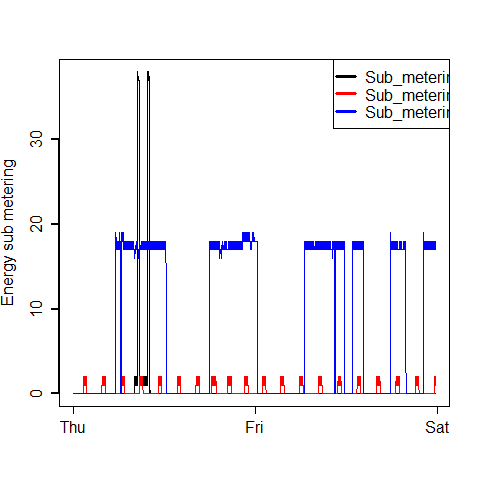 Energy sub metering
30
20
10
0
Thu
Fri
Sat
Sub_meterin
Sub_meterin
Sub_meterin